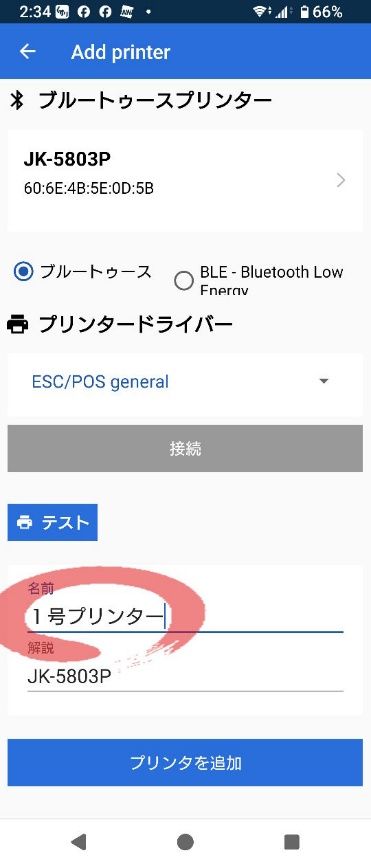 2:34
66%
Add printer
ブルートゥースプリンター
JK-5803P
60:6E:4B:5E:0D:5B
ブルートゥース
BLE - Bluetooth Low
Energy
プリンタードライバー
ESC/POS general
接続
テスト
名前
１号プリンター
解説
JK-5803P
プリンタを追加